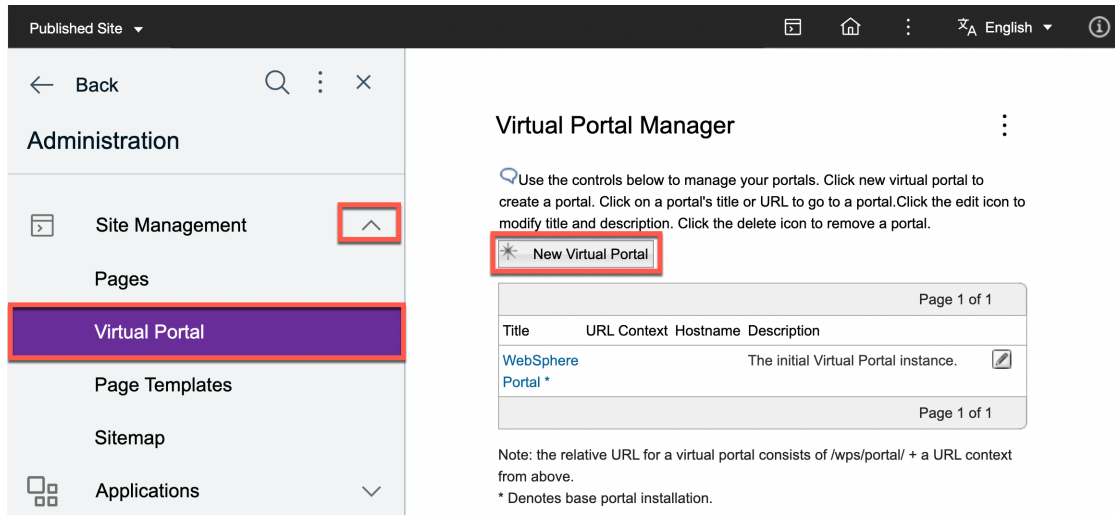 Published Site
English
Back
Administration
Site Management
Pages
Virtual Portal
Page Templates
Sitemap
Applications
Virtual Portal Manager
Use the controls below to manage your portals. Click new virtual portal to
create a portal. Click on a portal's title or URL to go to a portal.Click the edit icon to
modify title and description. Click the delete icon to remove a portal.
New Virtual Portal
Page 1 of 1
Title URL Context Hostname Description
WebSphere The initial Virtual Portal instance.
Portal *
Page 1 of 1
Note: the relative URL for a virtual portal consists of /wps/portal/ + a URL context
from above.
* Denotes base portal installation.